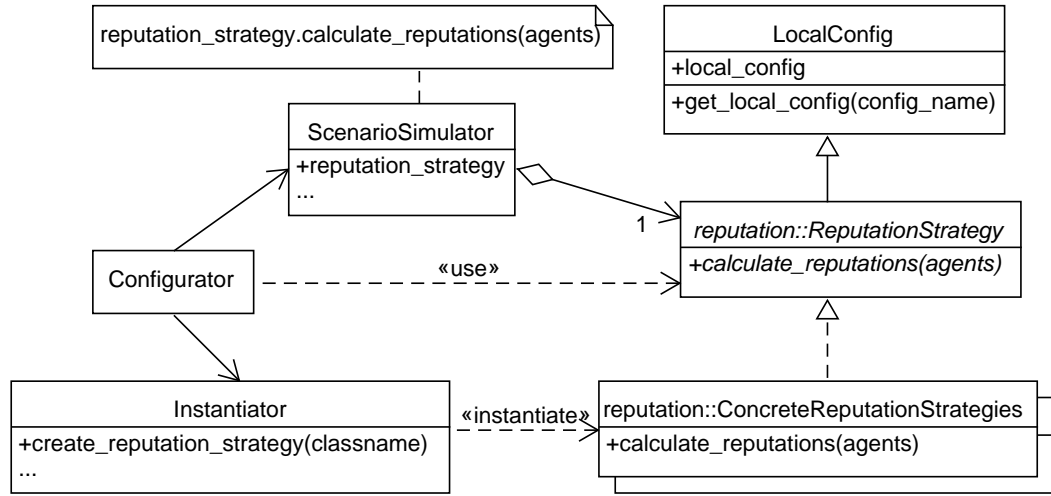 reputation_strategy.calculate_reputations(agents)
LocalConfig
+local_config
+get_local_config(config_name)
ScenarioSimulator
+reputation_strategy
...
1
reputation::ReputationStrategy
+calculate_reputations(agents)
Configurator
«use»
Instantiator
+create_reputation_strategy(classname)
...
«instantiate»
reputation::ConcreteReputationStrategies
+calculate_reputations(agents)